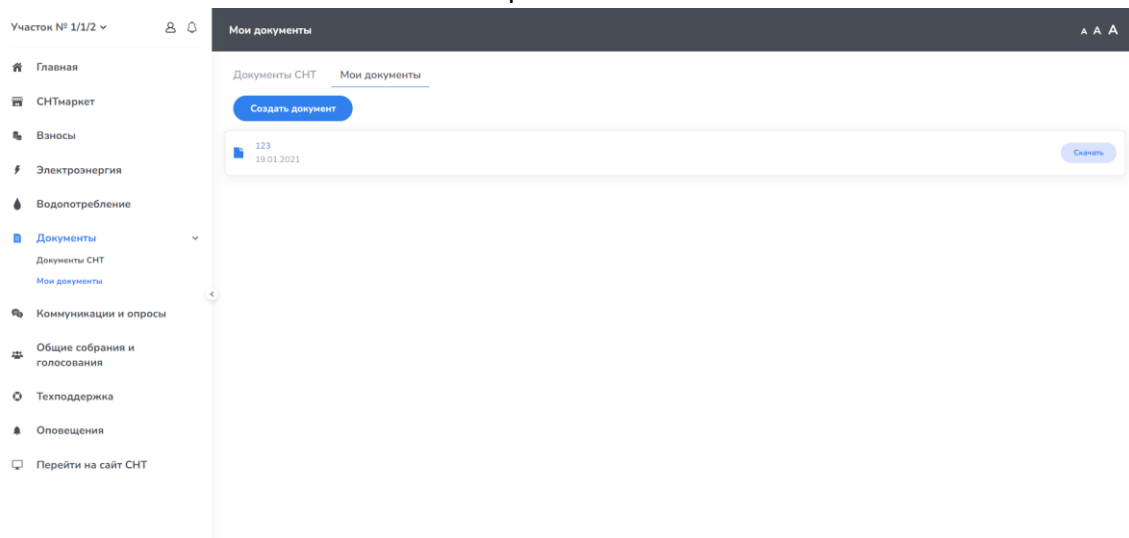 Участок № 1/1/2
Мои документы
A A A
Главная
СНТмаркет
Взносы
Электроэнергия
Водопотребление
Документы
Документы СНТ
Мои документы
Коммуникации и опросы
Общие собрания и
голосования
Техподдержка
Оповещения
Перейти на сайт СНТ
Документы СНТ Мои документы
Создать документ
123
19.01.2021
Скачать